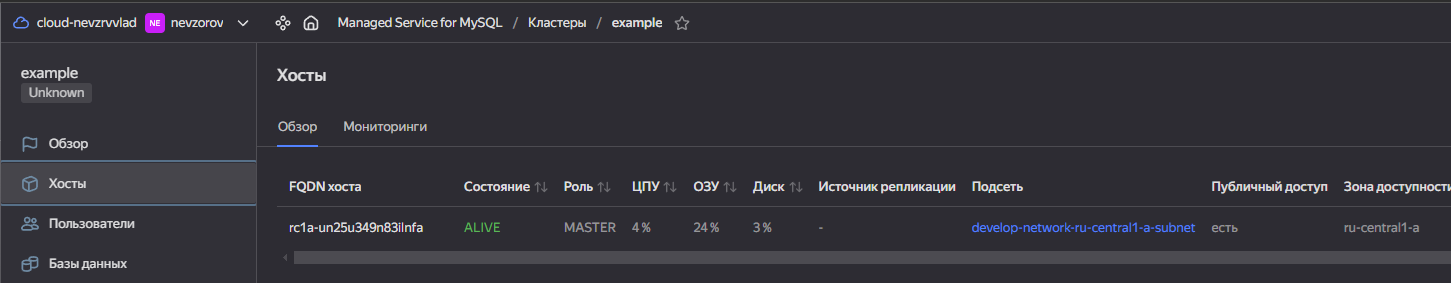 cloud-nevzrvvlad NE nevzorov Managed Service for MySQL / Кластеры / example
example
Unknown
Обзор
Хосты
Пользователи
Базы данных
Хосты
Обзор Мониторинги
FQDN хоста Состояние Роль ЦПУ ОЗУ Диск Источник репликации Подсеть Публичный доступ Зона доступности
rc1a-un25u349n83ilnfa ALIVE MASTER 4 % 24 % 3 % - develop-network-ru-central1-a-subnet есть ru-central1-a